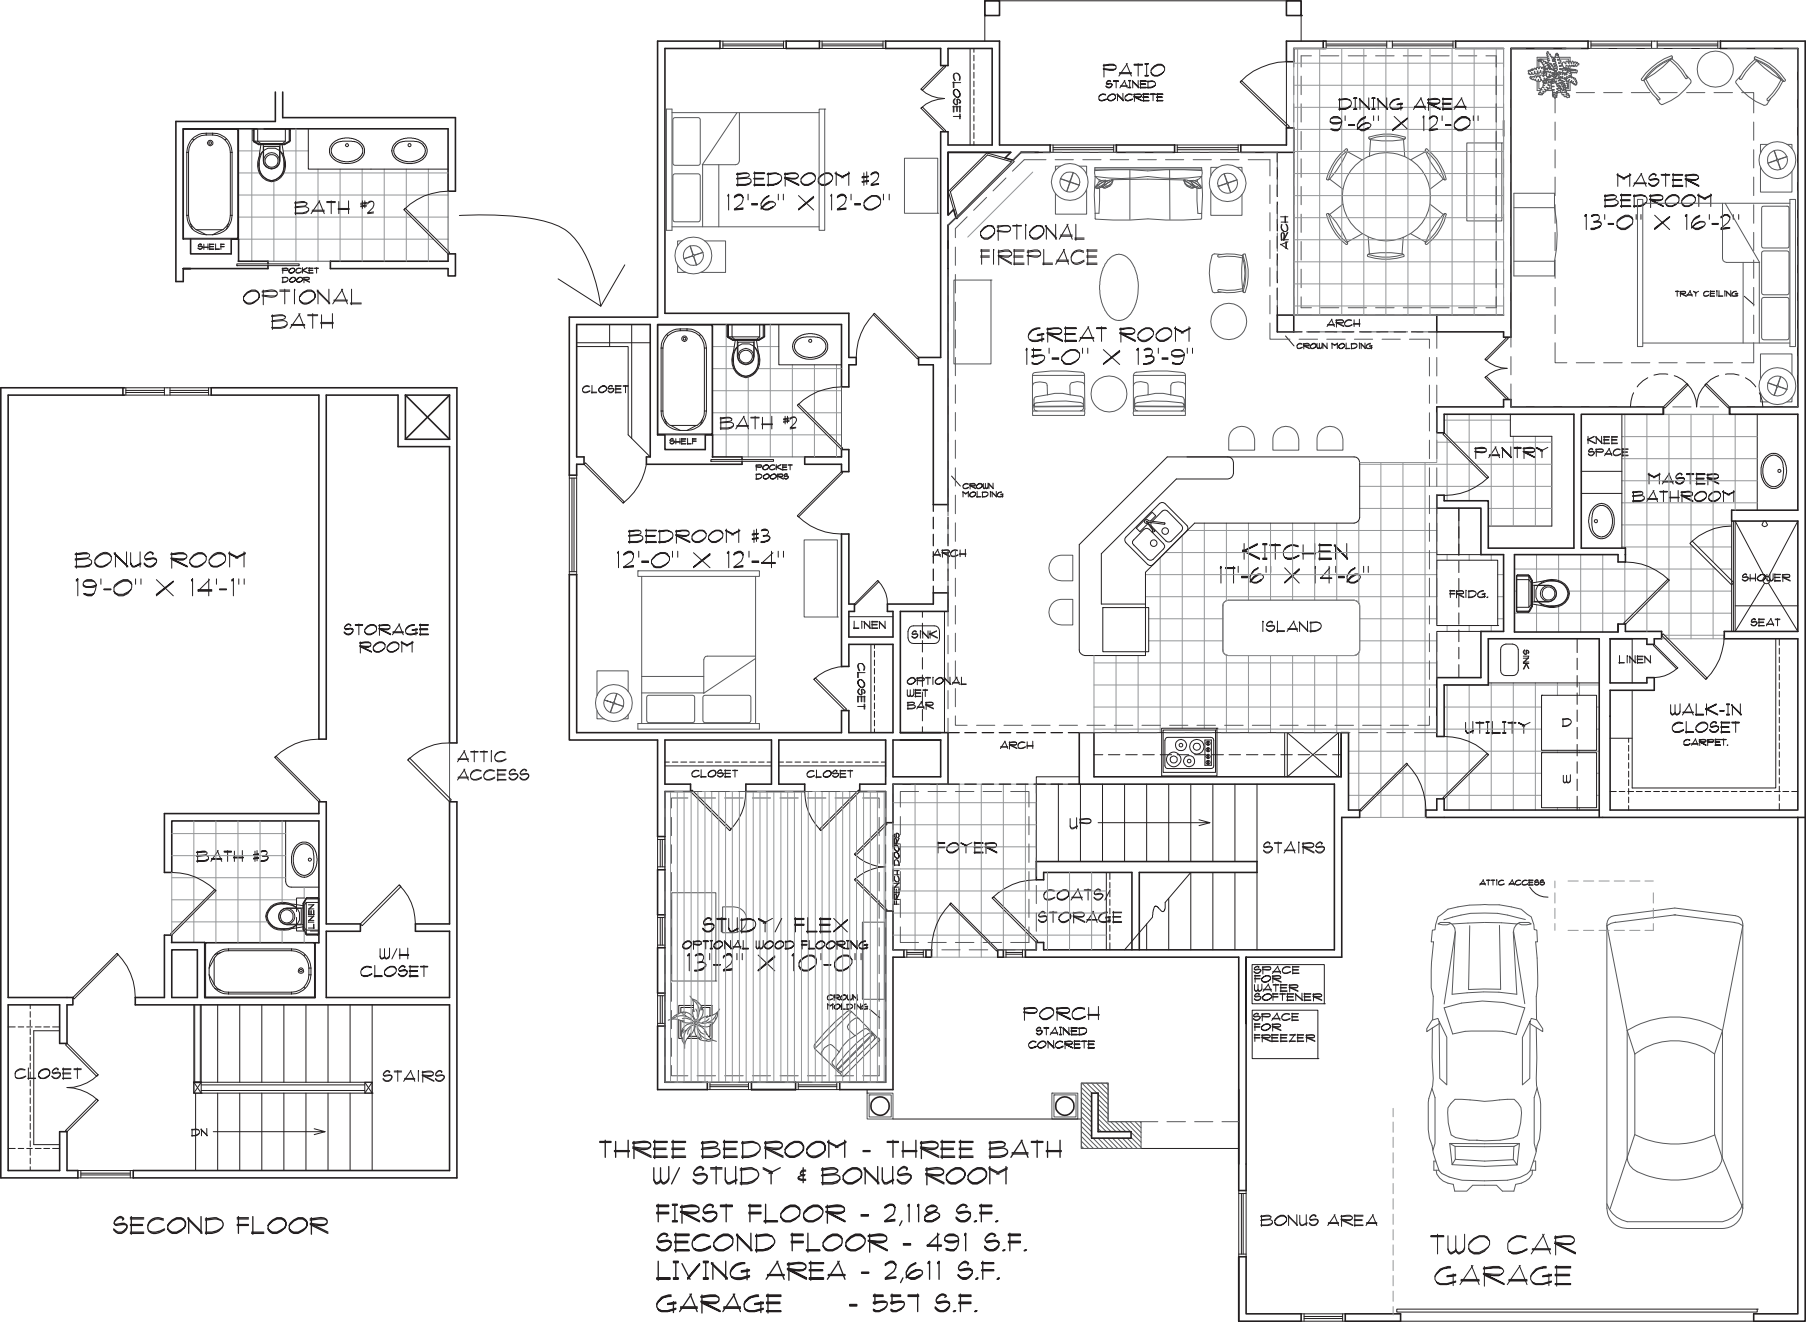 PATIO
STAINED
CONCRETE
CLOSET
DINING AREA
9'-6" X 12'-0"
BATH #2
SHELF
POCKET
DOOR
OPTIONAL
BATH
BEDROOM #2
12'-6" X 12'-0"
MASTER
BEDROOM
13'-0" X 16'-2"
TRAY CEILING
OPTIONAL
FIREPLACE
ARCH
ARCH
CROWN MOLDING
GREAT ROOM
15'-0" X 13'-9"
CLOSET
BATH #2
SHELF
POCKET
DOORS
CROWN
MOLDING
PANTRY
KNEE
SPACE
MASTER
BATHROOM
BEDROOM #3
12'-0" X 12'-4"
ARCH
KITCHEN
11'-6" X 14'-6"
FRIDG.
ISLAND
SHOWER
SEAT
LINEN
SINK
CLOSET
OPTIONAL
WET
BAR
SINK
LINEN
UTILITY
D
W
WALK-IN
CLOSET
CARPET.
BONUS ROOM
19'-0" X 14'-1"
STORAGE
ROOM
ATTIC
ACCESS
BATH #3
LINEN
W/H
CLOSET
CLOSET
STAIRS
DN
SECOND FLOOR
CLOSET
CLOSET
ARCH
FRENCH DOORS
FOYER
UP
STAIRS
COATS/
STORAGE
STUDY/ FLEX
OPTIONAL WOOD FLOORING
13'-2" X 10'-0"
CROWN
MOLDING
PORCH
STAINED
CONCRETE
ATTIC ACCESS
SPACE
FOR
WATER
SOFTENER
SPACE
FOR
FREEZER
BONUS AREA
TWO CAR
GARAGE
THREE BEDROOM - THREE BATH
W/ STUDY & BONUS ROOM
FIRST FLOOR - 2,118 S.F.
SECOND FLOOR - 491 S.F.
LIVING AREA - 2,611 S.F.
GARAGE - 557 S.F.